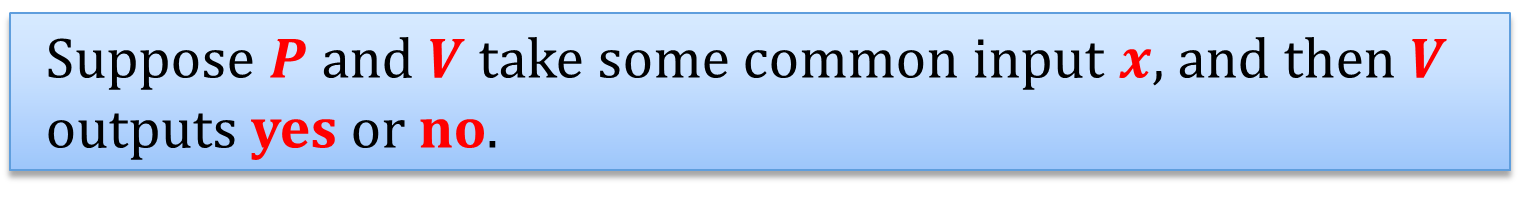 Suppose P and V take some common input x, and then V
outputs yes or no.